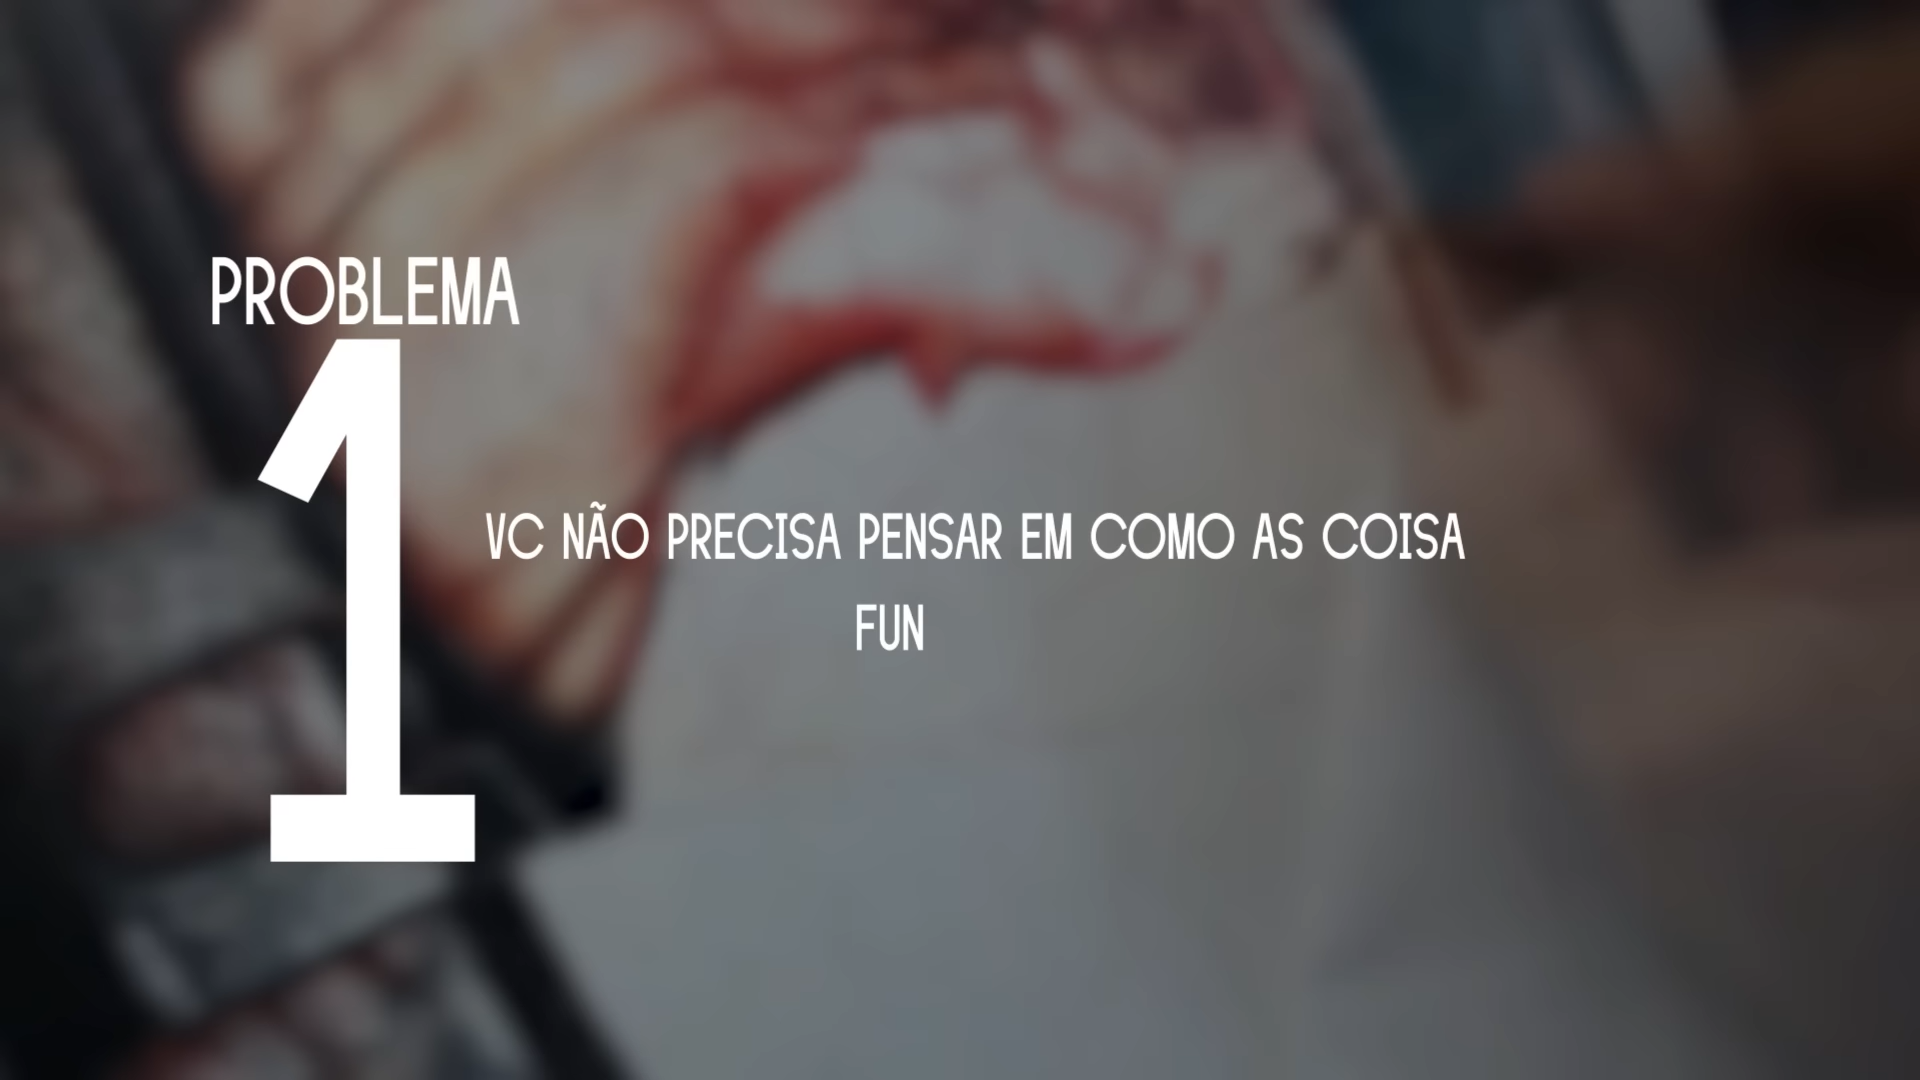 PROBLEMA
1
VC NÃO PRECISA PENSAR EM COMO AS COISA
FUN